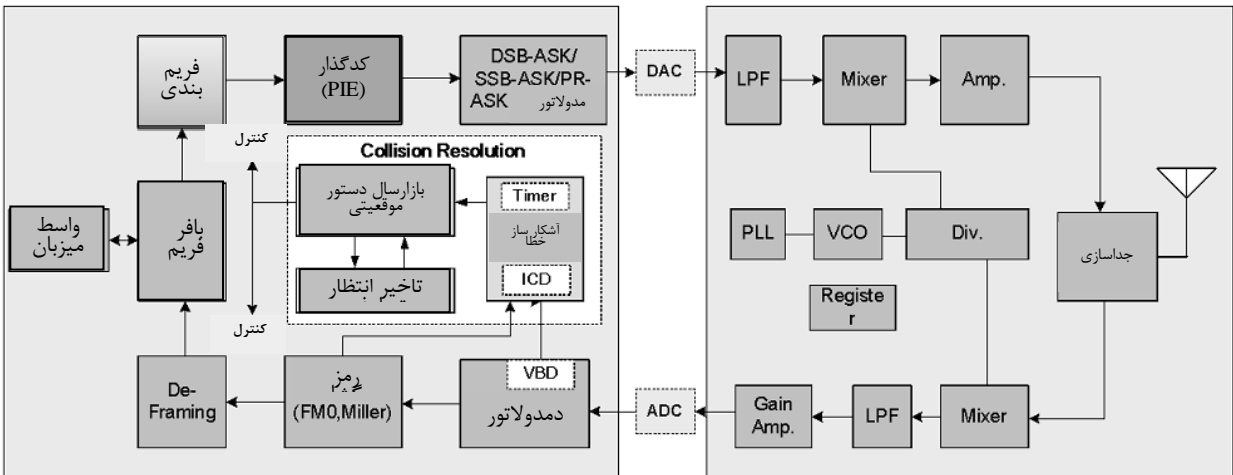 فریم
بندی
کدگذار
(PIE)
DSB-ASK/
SSB-ASK/PR-
ASK مدولاتور
DAC
LPF
Mixer
Amp.
کنترل
Collision Resolution
بازارسال دستور
موقعیتی
Timer
آشکار ساز
خطا
ICD
تاخیر انتظار
واسط
میزبان
بافر
فریم
PLL
VCO
Div.
جداسازی
Registe
r
کنترل
De-
Framing
رمز
(FM0,Miller)
VBD
دمدولاتور
ADC
Gain
Amp.
LPF
Mixer